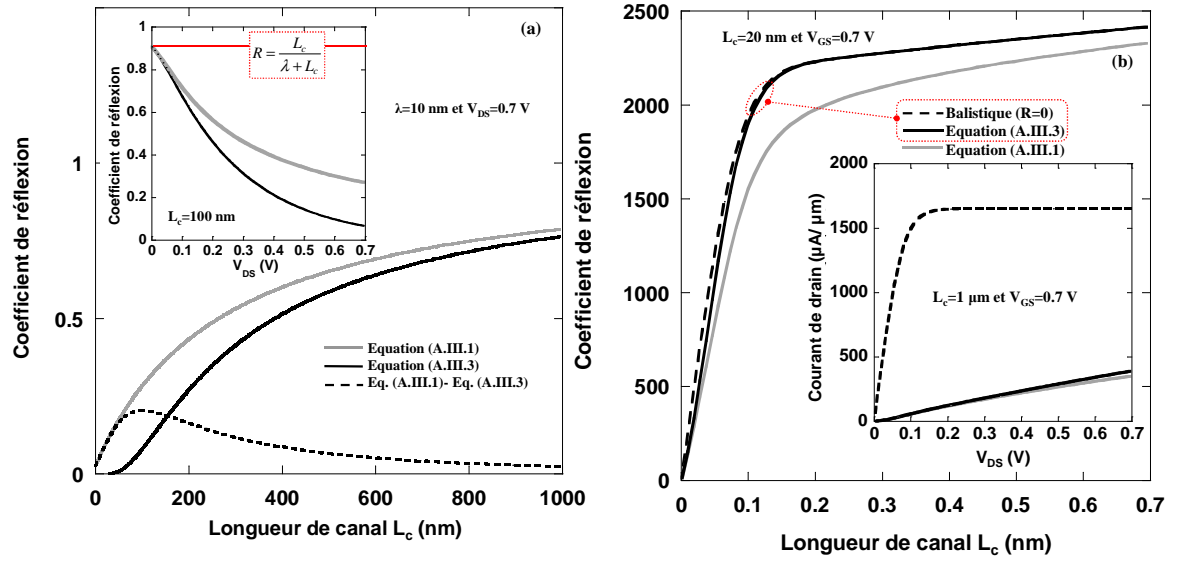 (a)
1
0.5
0
0
200
400
600
800
1000
Coefficient de réflexion
Longueur de canal L_c (nm)
λ=10 nm et V_DS=0.7 V
Equation (A.III.1)
Equation (A.III.3)
Eq. (A.III.1)- Eq. (A.III.3)
1
0.8
0.6
0.4
0.2
0
0
0.1
0.2
0.3
0.4
0.5
0.6
0.7
Coefficient de réflexion
V_DS (V)
R = L_c / (λ + L_c)
L_c=100 nm
(b)
2500
2000
1500
1000
500
0
0
0.1
0.2
0.3
0.4
0.5
0.6
0.7
Coefficient de réflexion
Longueur de canal L_c (nm)
L_c=20 nm et V_GS=0.7 V
Balistique (R=0)
Equation (A.III.3)
Equation (A.III.1)
2000
1500
1000
500
0
0
0.1
0.2
0.3
0.4
0.5
0.6
0.7
Courant de drain (µA/ µm)
V_DS (V)
L_c=1 µm et V_GS=0.7 V